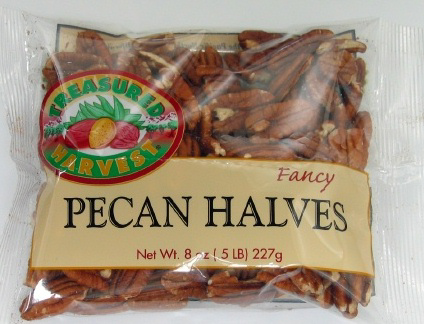 TREASURED
HARVEST
Fancy
PECAN HALVES
Net Wt. 8 oz ( .5 LB) 227g